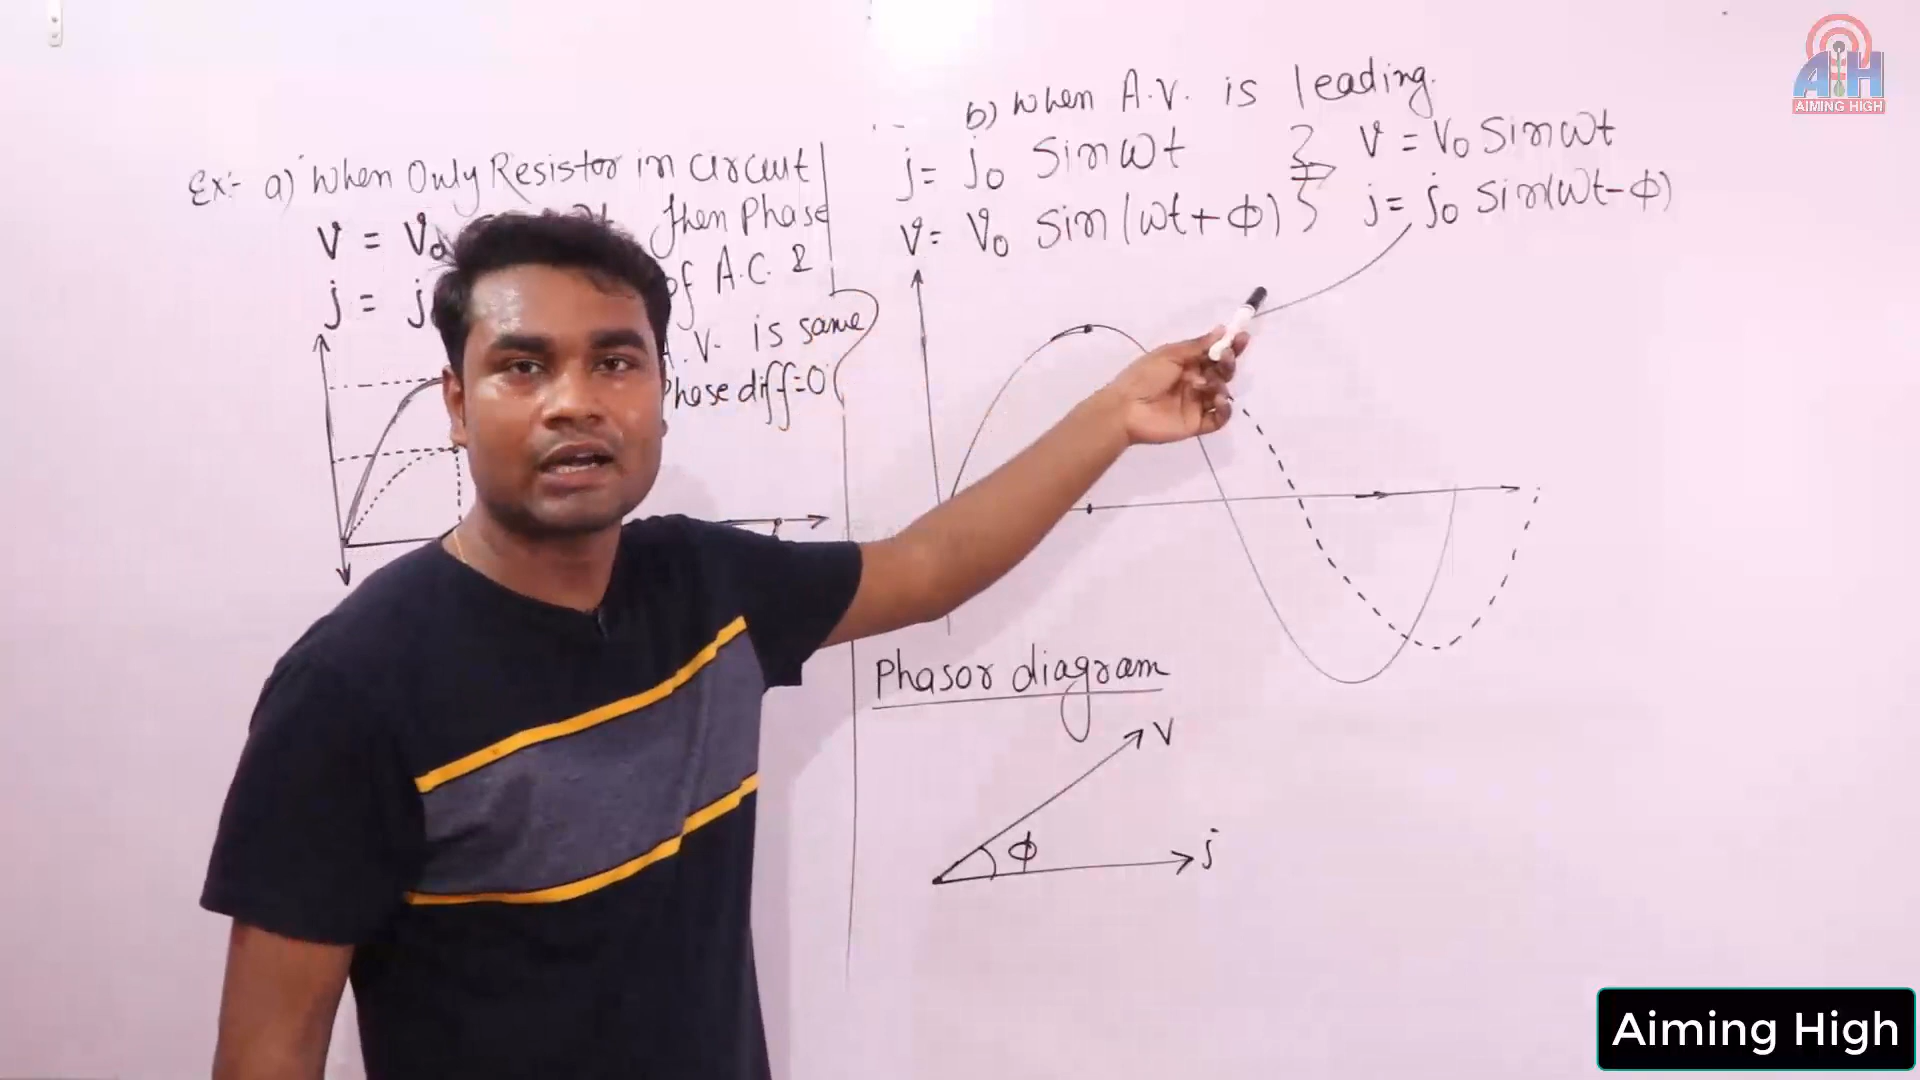 Ex:- a) When Only Resistor in circuit
V = V₀
then Phase
j = j
of A.C. &
A.V. is same
Phase diff = 0
b) When A.V. is leading.
j = j₀ Sin ωt
V = V₀ Sin (ωt + ϕ)
V = V₀ Sin ωt
j = j₀ Sin (ωt - ϕ)
Phasor diagram
V
ϕ
j
AH
AIMING HIGH
Aiming High